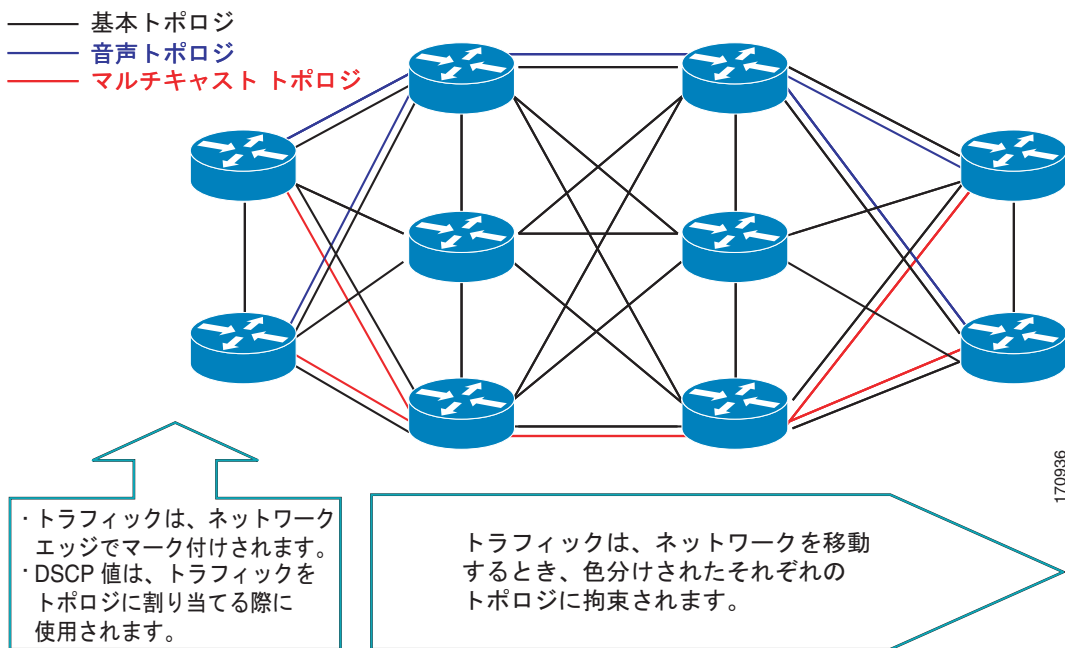 基本トポロジ
音声トポロジ
マルチキャスト トポロジ
170936
・トラフィックは、ネットワーク
エッジでマーク付けされます。
・DSCP 値は、トラフィックを
トポロジに割り当てる際に
使用されます。
トラフィックは、ネットワークを移動
するとき、色分けされたそれぞれの
トポロジに拘束されます。